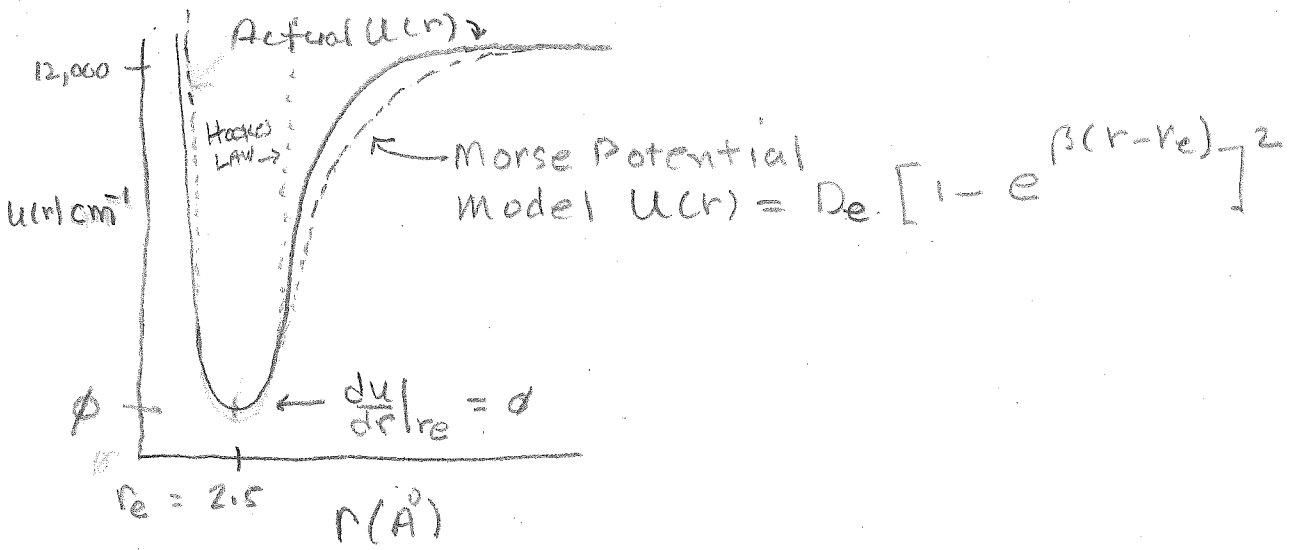 Actual U(r)
12,000
Hooke's
LAW →
Morse Potential
Model U(r) = De [1 - e^β(r-re)]^2
U(r) cm^-1
ϕ ← du/dr|re = ϕ
re = 2.5
r(Å)